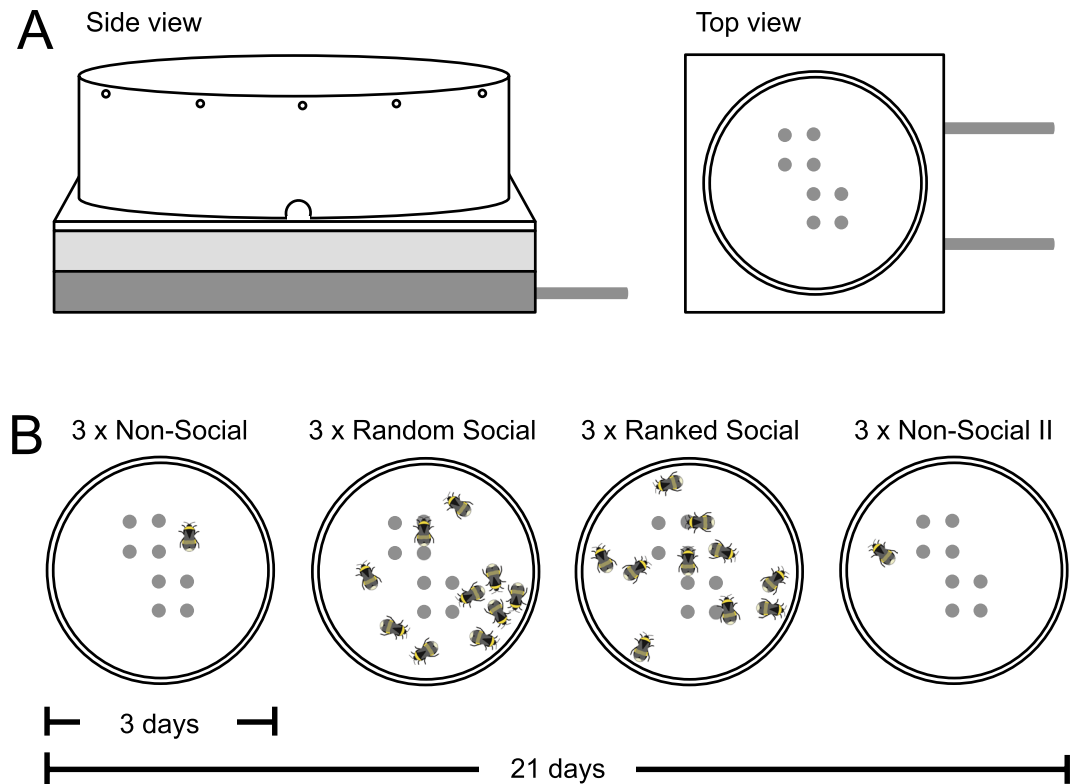 A
Side view
Top view
B
3 x Non-Social
3 x Random Social
3 x Ranked Social
3 x Non-Social II
3 days
21 days